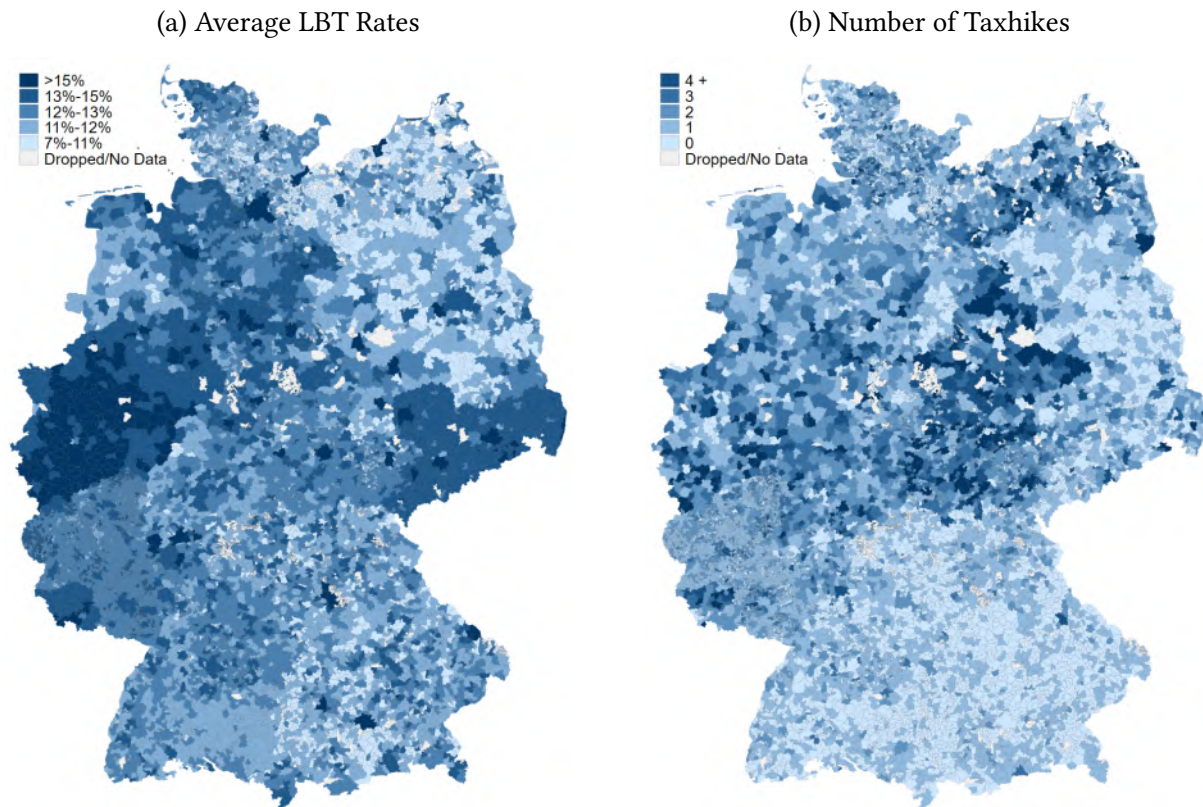 (a) Average LBT Rates
>15%
13%-15%
12%-13%
11%-12%
7%-11%
Dropped/No Data
(b) Number of Taxhikes
4 +
3
2
1
0
Dropped/No Data